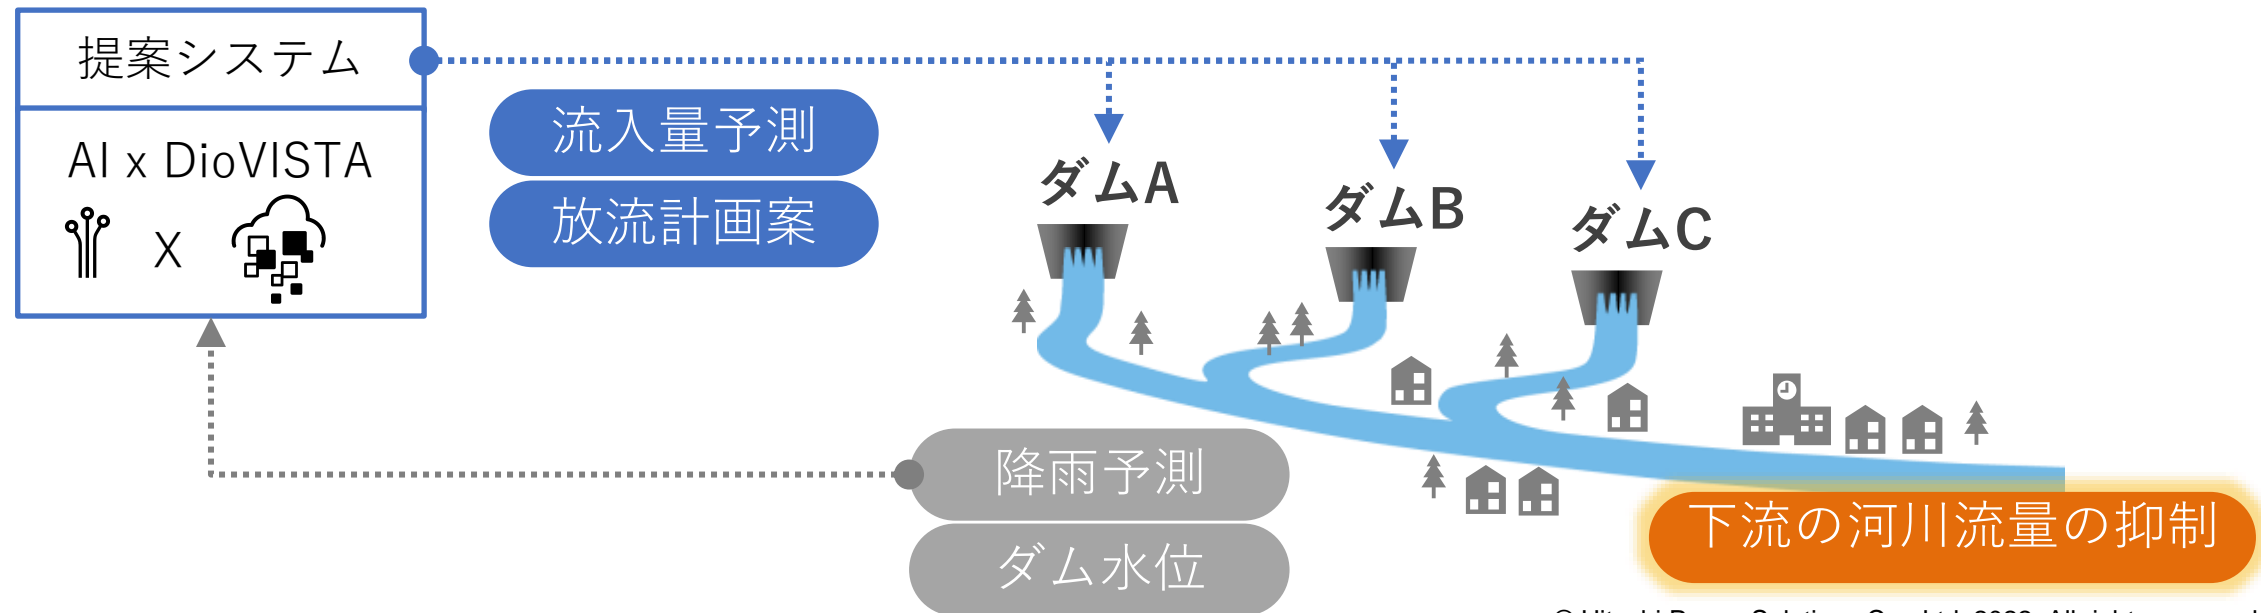 提案システム
AI x DioVISTA
X
流入量予測
放流計画案
ダムA
ダムB
ダムC
降雨予測
ダム水位
下流の河川流量の抑制